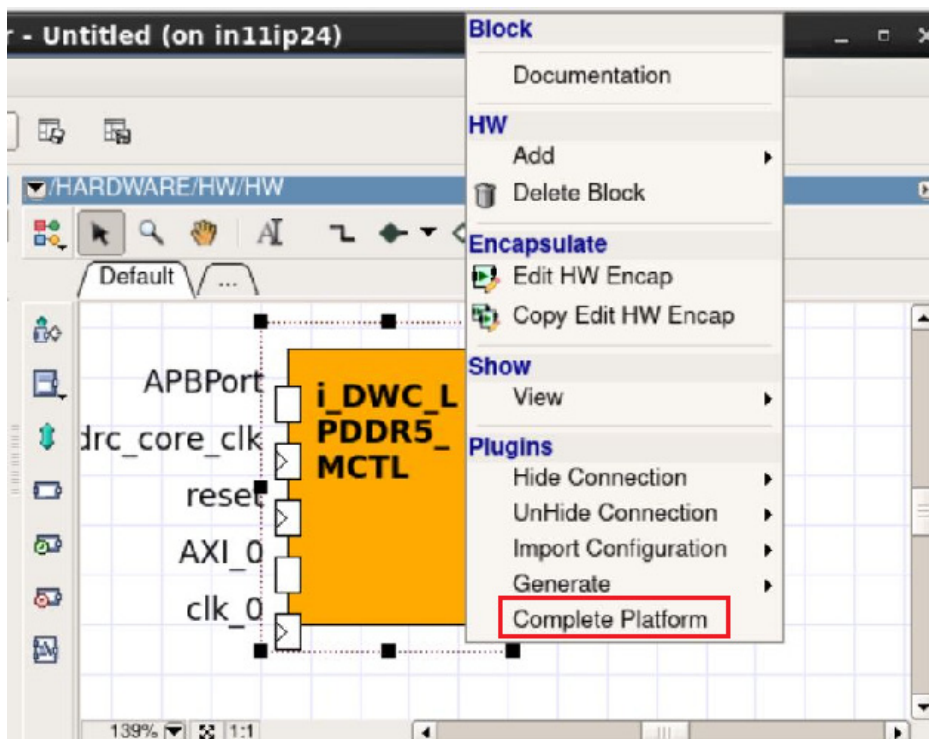 r - Untitled (on in11ip24)
/HARDWARE/HW/HW
Default
...
APBPort
drc_core_clk
reset
AXI_0
clk_0
i_DWC_L
PDDR5_
MCTL
139%
1:1
Block
Documentation
HW
Add
Delete Block
Encapsulate
Edit HW Encap
Copy Edit HW Encap
Show
View
Plugins
Hide Connection
UnHide Connection
Import Configuration
Generate
Complete Platform